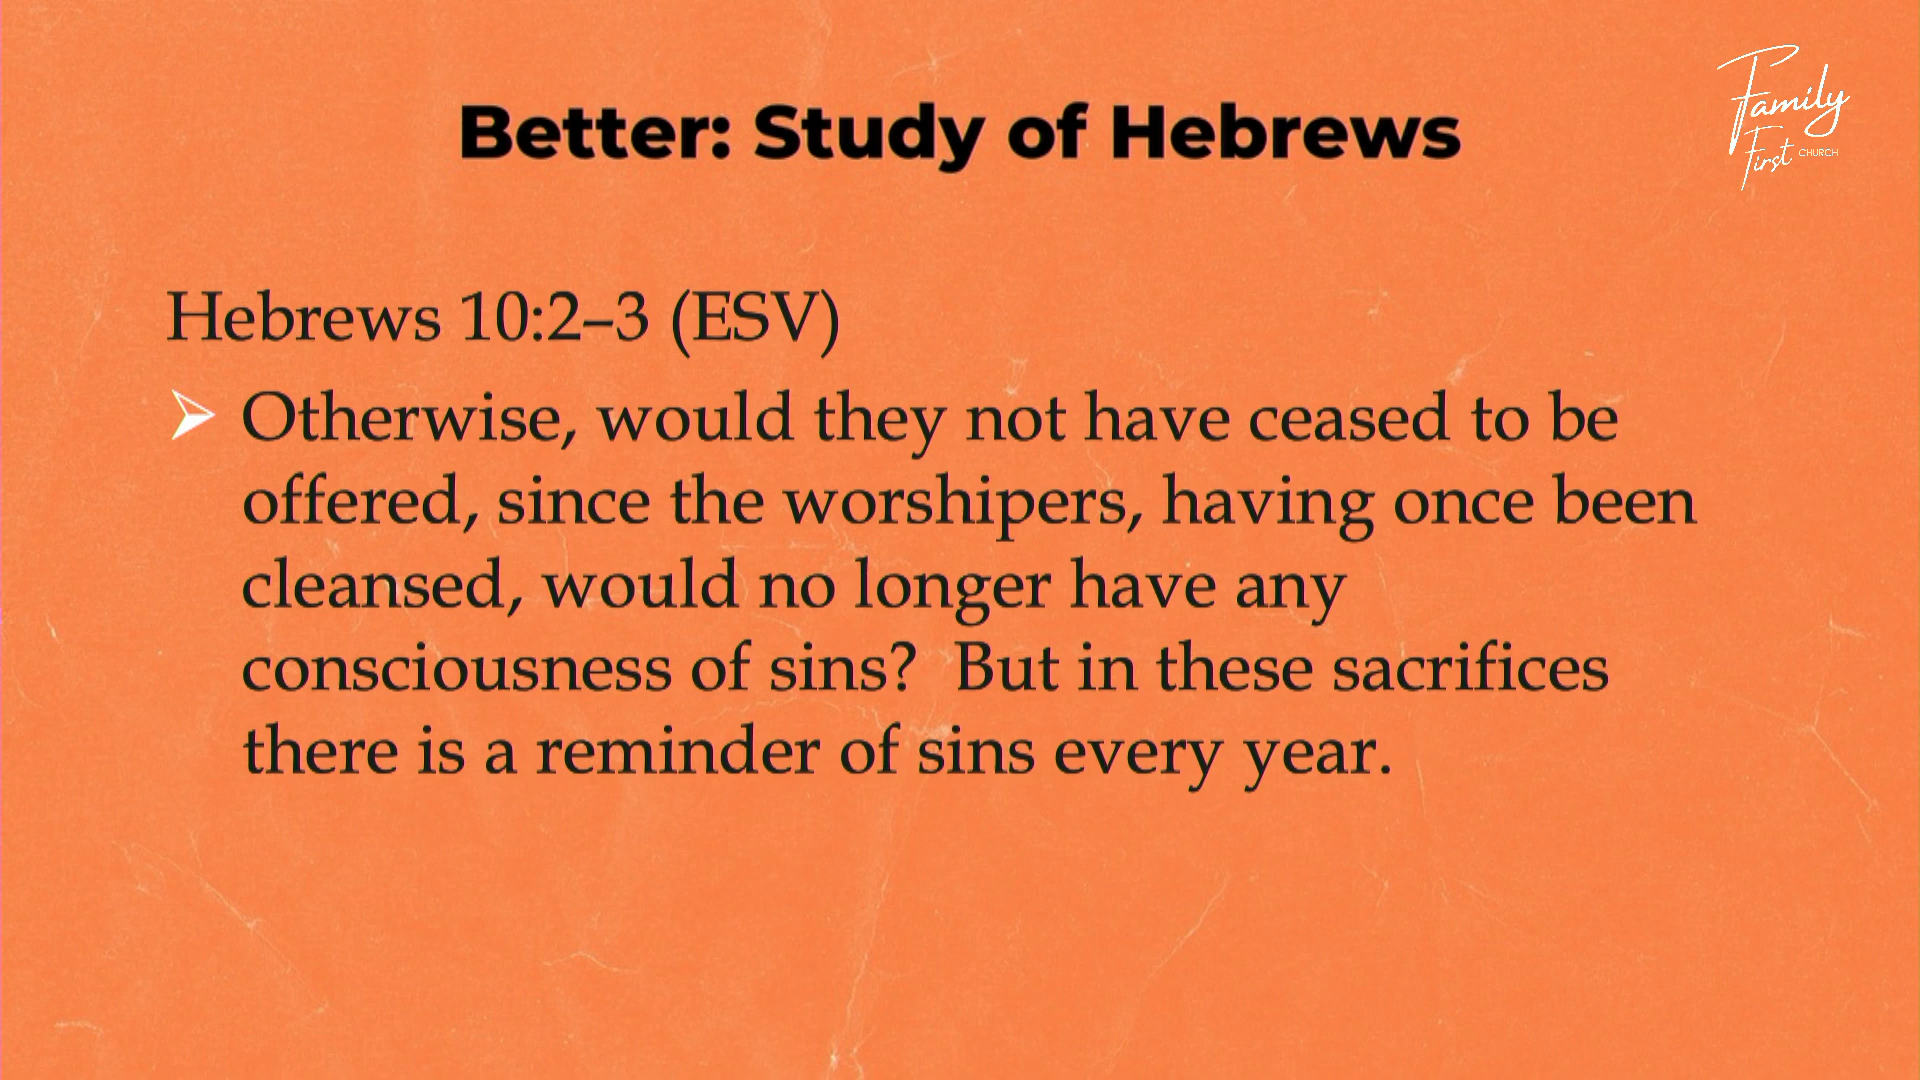 Better: Study of Hebrews
Family
First CHURCH
Hebrews 10:2–3 (ESV)
Otherwise, would they not have ceased to be
offered, since the worshipers, having once been
cleansed, would no longer have any
consciousness of sins?  But in these sacrifices
there is a reminder of sins every year.